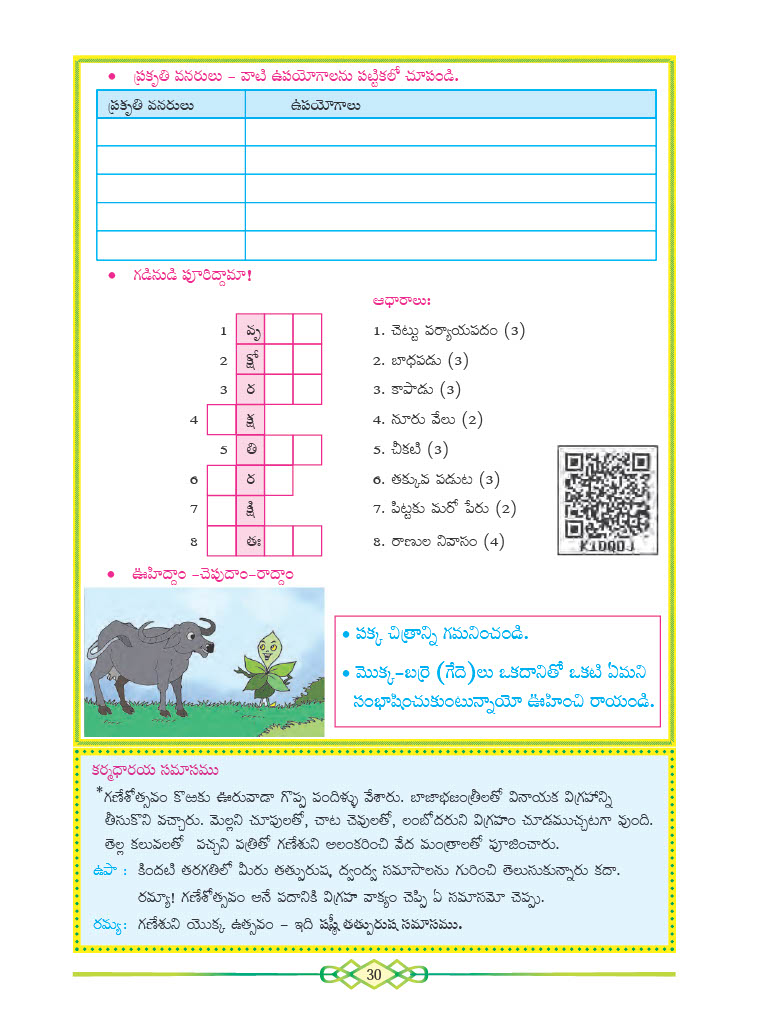 • ప్రకృతి వనరులు – వాటి ఉపయోగాలను పట్టికలో చూపండి.
ప్రకృతి వనరులు ఉపయోగాలు
• గడినుడి పూరిద్దామా!
ఆధారాలు:
1 వృ 1. చెట్టు పర్యాయపదం (3)
2 క్షో 2. బాధపడు (3)
3 ర 3. కాపాడు (3)
4 క్ష 4. నూరు వేలు (2)
5 తి 5. చీకటి (3)
6 ర 6. తక్కువ పడుట (3)
7 క్షి 7. పిట్టకు మరో పేరు (2)
8 తః 8. రాణుల నివాసం (4)
K1D0DJ
• ఊహిద్దాం -చెపుదాం-రాద్దాం
• పక్క చిత్రాన్ని గమనించండి.
• మొక్క-బర్రె (గేదె)లు ఒకదానితో ఒకటి ఏమని
సంభాషించుకుంటున్నాయో ఊహించి రాయండి.
కర్మధారయ సమాసము
*గణేశోత్సవం కొఱకు ఊరువాడా గొప్ప పందిళ్ళు వేశారు. బాజాభజంత్రీలతో వినాయక విగ్రహాన్ని
తీసుకొని వచ్చారు. మెల్లని చూపులతో, చాట చెవులతో, లంబోదరుని విగ్రహం చూడముచ్చటగా వుంది.
తెల్ల కలువలతో పచ్చని పత్రితో గణేశుని అలంకరించి వేద మంత్రాలతో పూజించారు.
ఉపా : కిందటి తరగతిలో మీరు తత్పురుష, ద్వంద్వ సమాసాలను గురించి తెలుసుకున్నారు కదా.
రమ్యా! గణేశోత్సవం అనే పదానికి విగ్రహ వాక్యం చెప్పి ఏ సమాసమో చెప్పు.
రమ్య: గణేశుని యొక్క ఉత్సవం – ఇది షష్ఠీ తత్పురుష సమాసము.
30